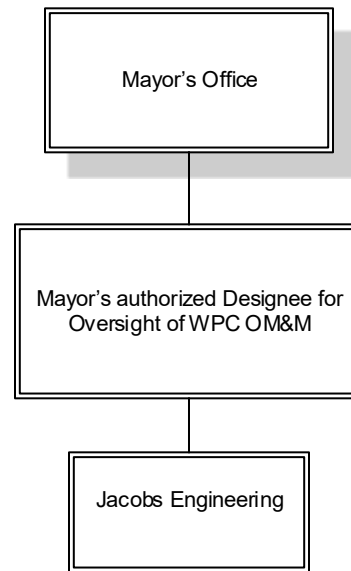 Mayor’s Office
Mayor’s authorized Designee for
Oversight of WPC OM&M
Jacobs Engineering